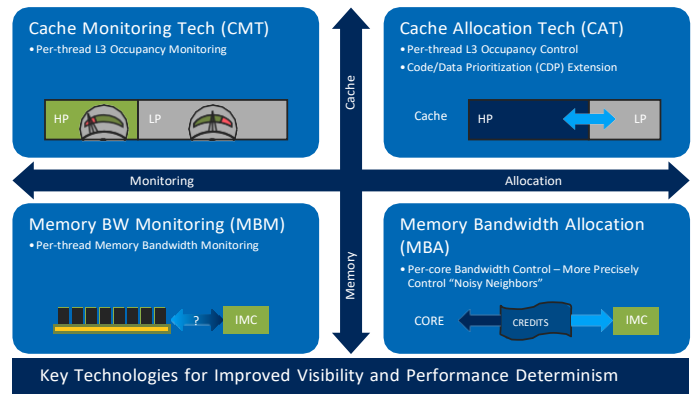 Cache Monitoring Tech (CMT)
•Per-thread L3 Occupancy Monitoring
HP
LP
Cache Allocation Tech (CAT)
•Per-thread L3 Occupancy Control
•Code/Data Prioritization (CDP) Extension
Cache
HP
LP
Cache
Monitoring
Allocation
Memory
Memory BW Monitoring (MBM)
•Per-thread Memory Bandwidth Monitoring
?
IMC
Memory Bandwidth Allocation
(MBA)
•Per-core Bandwidth Control – More Precisely
Control “Noisy Neighbors”
CORE
CREDITS
IMC
Key Technologies for Improved Visibility and Performance Determinism